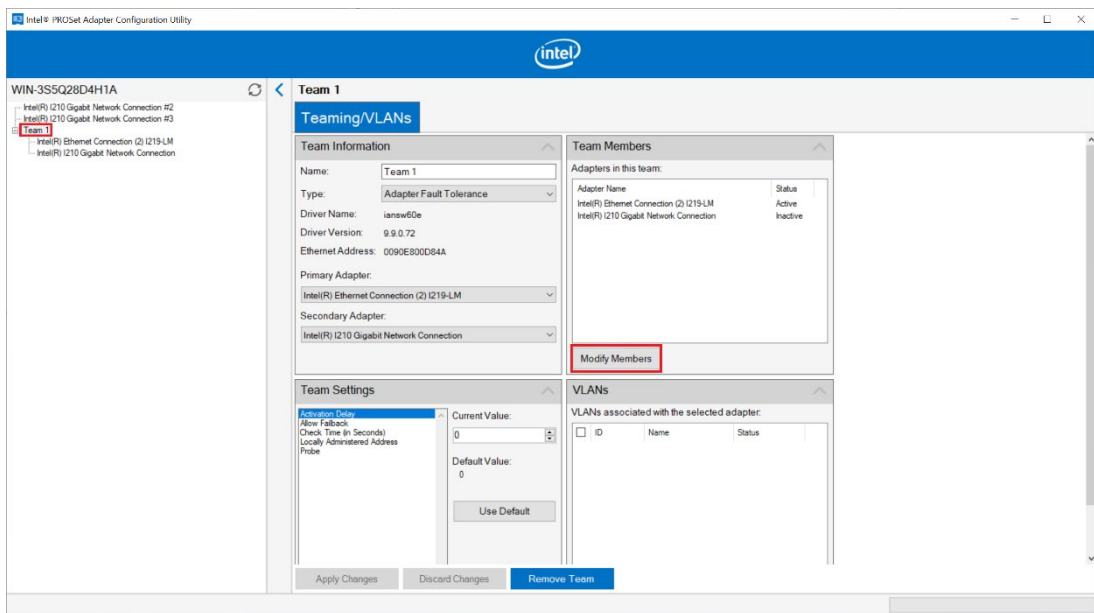 Intel® PROSet Adapter Configuration Utility
intel
WIN-3S5Q28D4H1A
Intel(R) I210 Gigabit Network Connection #2
Intel(R) I210 Gigabit Network Connection #3
Team 1
Intel(R) Ethernet Connection (2) I219-LM
Intel(R) I210 Gigabit Network Connection
Team 1
Teaming/VLANs
Team Information
Name: Team 1
Type: Adapter Fault Tolerance
Driver Name: iansw60e
Driver Version: 9.9.0.72
Ethernet Address: 0090E800D84A
Primary Adapter:
Intel(R) Ethernet Connection (2) I219-LM
Secondary Adapter:
Intel(R) I210 Gigabit Network Connection
Team Members
Adapters in this team:
Adapter Name Status
Intel(R) Ethernet Connection (2) I219-LM Active
Intel(R) I210 Gigabit Network Connection Inactive
Modify Members
Team Settings
Activation Delay
Allow Failback
Check Time (in Seconds)
Locally Administered Address
Probe
Current Value:
0
Default Value:
0
Use Default
VLANs
VLANs associated with the selected adapter:
ID Name Status
Apply Changes Discard Changes Remove Team